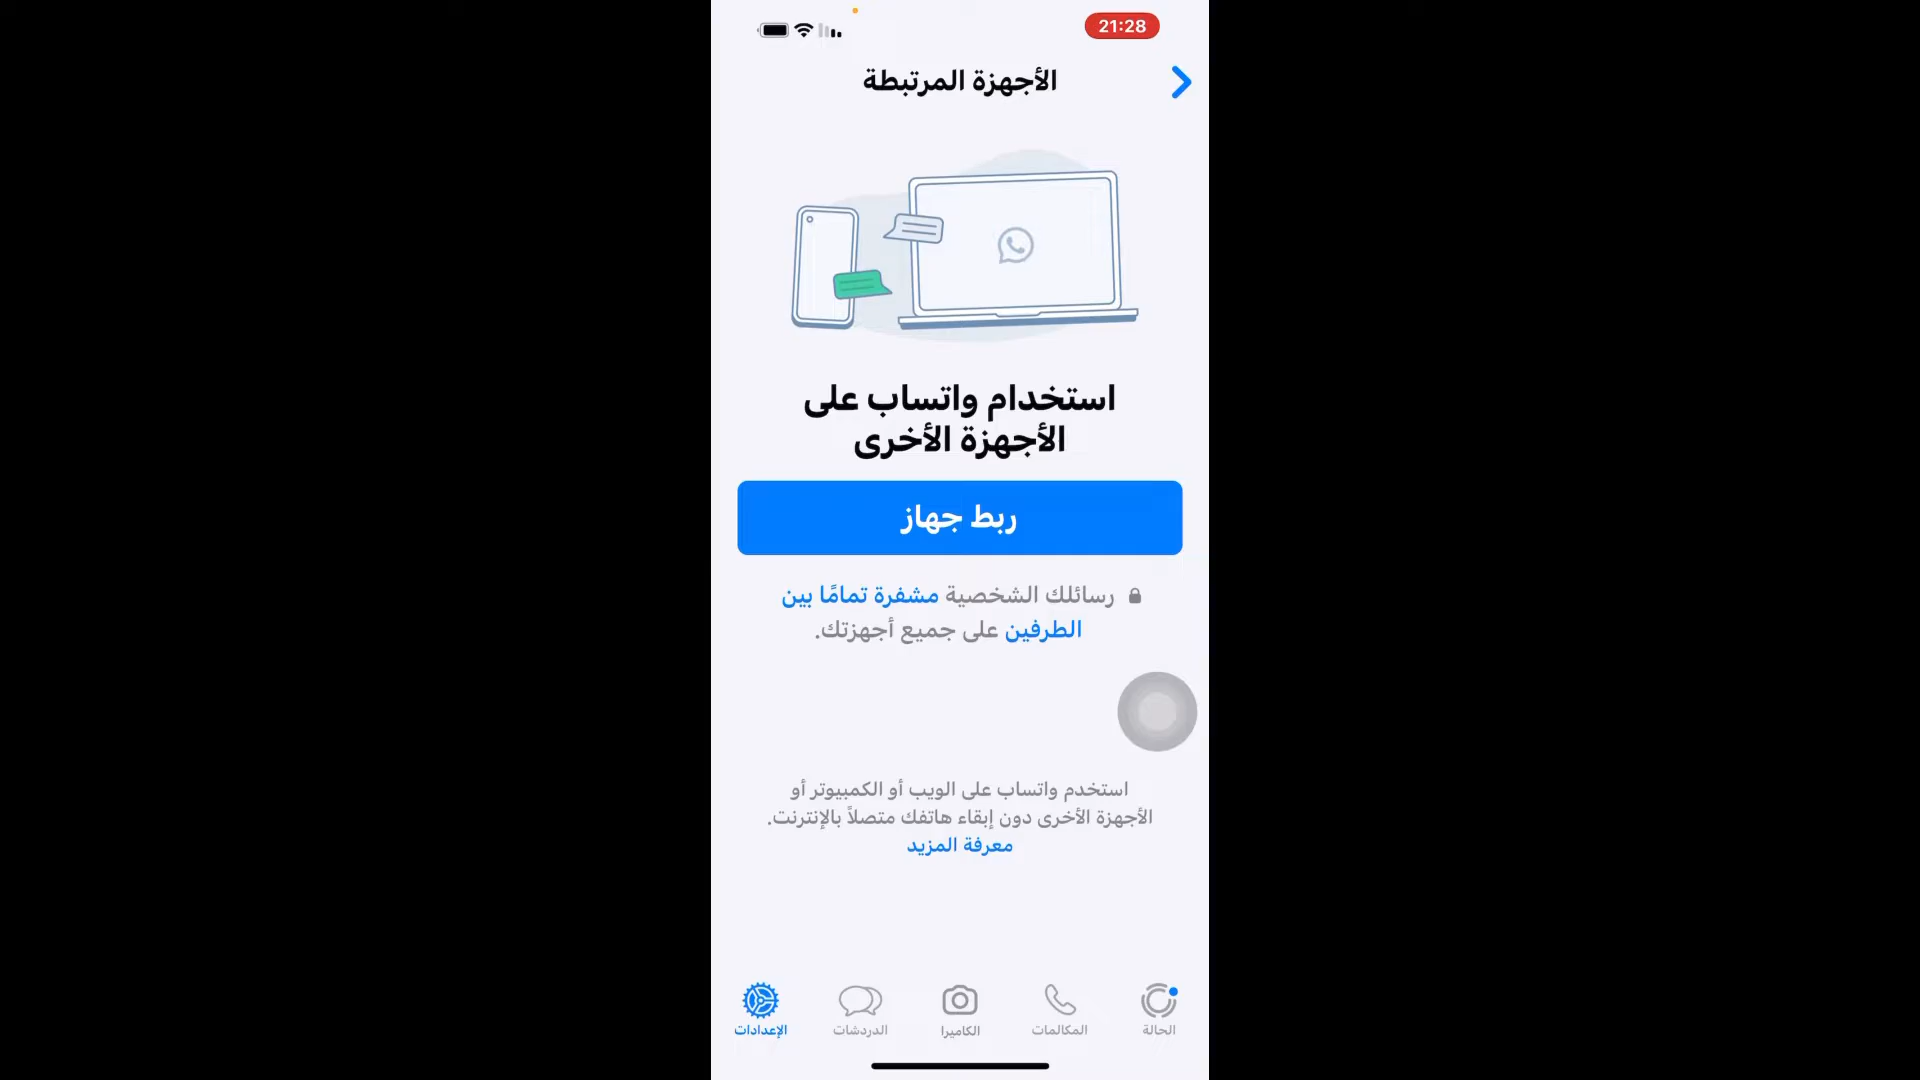 21:28
الأجهزة المرتبطة
استخدام واتساب على
الأجهزة الأخرى
ربط جهاز
رسائلك الشخصية مشفرة تمامًا بين
الطرفين على جميع أجهزتك.
استخدم واتساب على الويب أو الكمبيوتر أو
الأجهزة الأخرى دون إبقاء هاتفك متصلاً بالإنترنت.
معرفة المزيد
الحالة
المكالمات
الكاميرا
الدردشات
الإعدادات